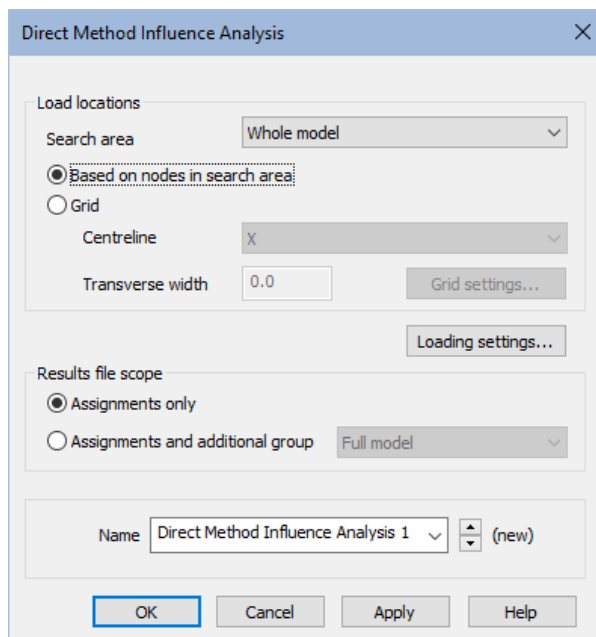 Direct Method Influence Analysis
Load locations
Search area Whole model
Based on nodes in search area
Grid
Centreline X
Transverse width 0.0 Grid settings...
Loading settings...
Results file scope
Assignments only
Assignments and additional group Full model
Name Direct Method Influence Analysis 1 (new)
OK Cancel Apply Help